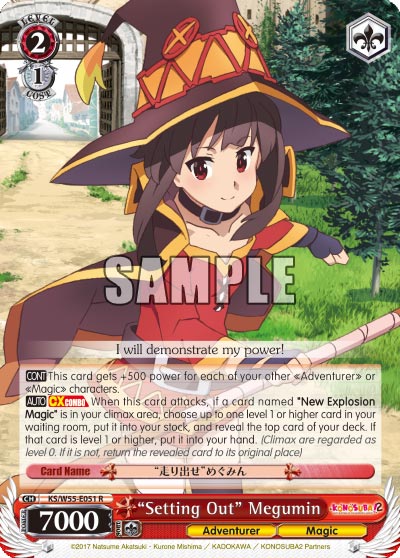 LEVEL
2
1
COST
SAMPLE
I will demonstrate my power!
CONT This card gets +500 power for each of your other «Adventurer» or
«Magic» characters.
AUTO CXCOMBO When this card attacks, if a card named "New Explosion
Magic" is in your climax area, choose up to one level 1 or higher card in your
waiting room, put it into your stock, and reveal the top card of your deck. If
that card is level 1 or higher, put it into your hand. (Climax are regarded as
level 0. If it is not, return the revealed card to its original place)
Card Name "走り出せ"めぐみん
CH KS/W55-E051 R
POWER 7000 SOUL "Setting Out" Megumin KONOSUBA 2
Adventurer Magic
©2017 Natsume Akatsuki・Kurone Mishima / KADOKAWA / KONOSUBA2 Partners